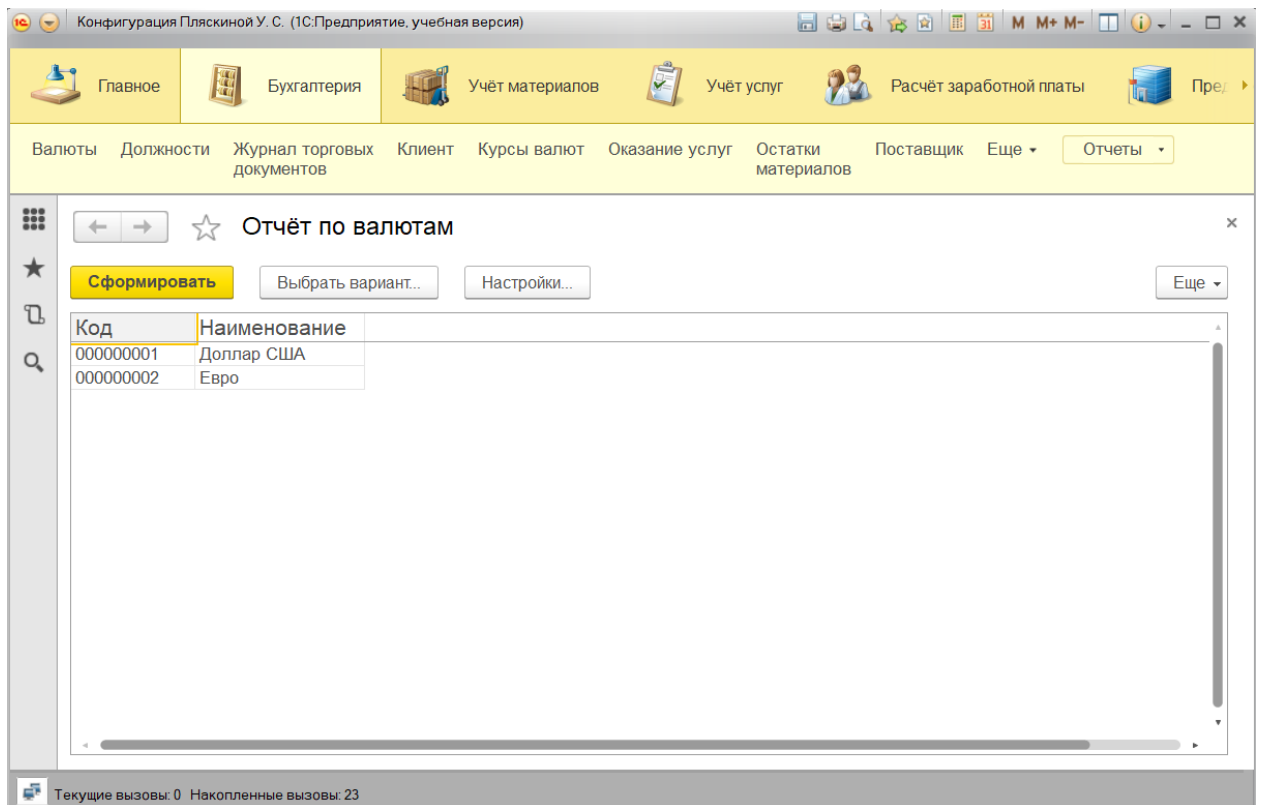 Конфигурация Пляскиной У. С. (1С:Предприятие, учебная версия)
31 M M+ M-
Главное Бухгалтерия Учёт материалов Учёт услуг Расчёт заработной платы Пред
Валюты Должности Журнал торговых документов Клиент Курсы валют Оказание услуг Остатки материалов Поставщик Еще Отчеты
Отчёт по валютам
Сформировать Выбрать вариант... Настройки... Еще
Код Наименование
000000001 Доллар США
000000002 Евро
Текущие вызовы: 0 Накопленные вызовы: 23